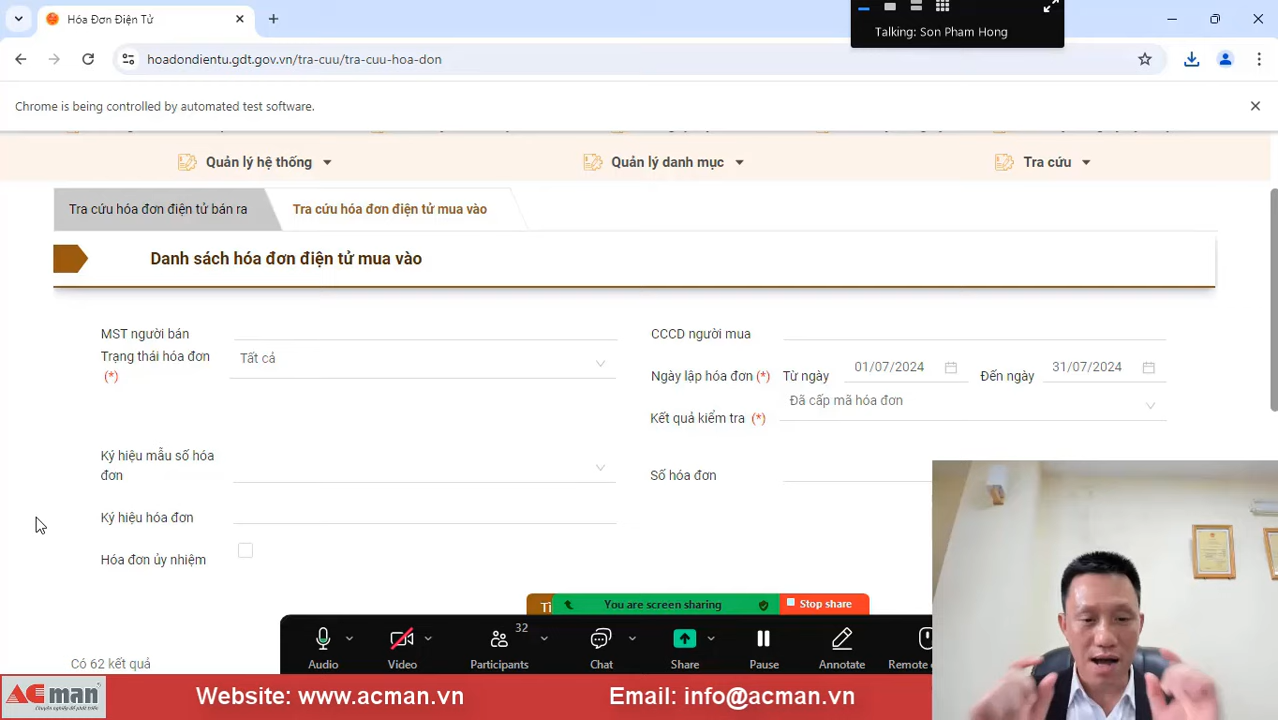 Hóa Đơn Điện Tử
Talking: Son Pham Hong
hoadondientu.gdt.gov.vn/tra-cuu/tra-cuu-hoa-don
Chrome is being controlled by automated test software.
Quản lý hệ thống
Quản lý danh mục
Tra cứu
Tra cứu hóa đơn điện tử bán ra
Tra cứu hóa đơn điện tử mua vào
Danh sách hóa đơn điện tử mua vào
MST người bán
CCCD người mua
Trạng thái hóa đơn
(*)
Tất cả
Ngày lập hóa đơn (*)
Từ ngày
01/07/2024
Đến ngày
31/07/2024
Kết quả kiểm tra (*)
Đã cấp mã hóa đơn
Ký hiệu mẫu số hóa
đơn
Số hóa đơn
Ký hiệu hóa đơn
Hóa đơn ủy nhiệm
You are screen sharing
Stop share
32
Audio
Video
Participants
Chat
Share
Pause
Annotate
Có 62 kết quả
ACman
Chuyên nghiệp để phát triển
Website: www.acman.vn
Email: info@acman.vn